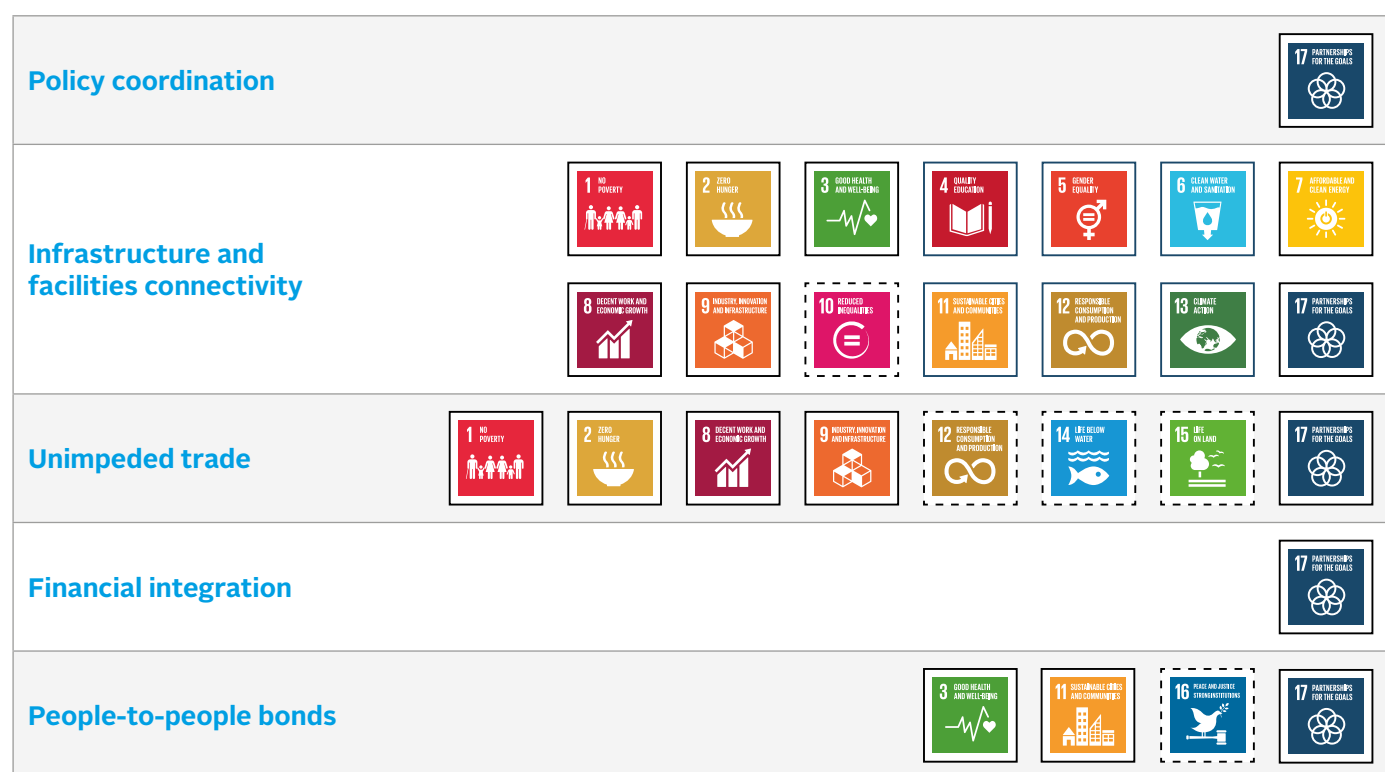 Policy coordination
17 PARTNERSHIPS
FOR THE GOALS
Infrastructure and
facilities connectivity
1 NO
POVERTY
2 ZERO
HUNGER
3 GOOD HEALTH
AND WELL-BEING
4 QUALITY
EDUCATION
5 GENDER
EQUALITY
6 CLEAN WATER
AND SANITATION
7 AFFORDABLE AND
CLEAN ENERGY
8 DECENT WORK AND
ECONOMIC GROWTH
9 INDUSTRY, INNOVATION
AND INFRASTRUCTURE
10 REDUCED
INEQUALITIES
11 SUSTAINABLE CITIES
AND COMMUNITIES
12 RESPONSIBLE
CONSUMPTION
AND PRODUCTION
13 CLIMATE
ACTION
17 PARTNERSHIPS
FOR THE GOALS
Unimpeded trade
1 NO
POVERTY
2 ZERO
HUNGER
8 DECENT WORK AND
ECONOMIC GROWTH
9 INDUSTRY, INNOVATION
AND INFRASTRUCTURE
12 RESPONSIBLE
CONSUMPTION
AND PRODUCTION
14 LIFE BELOW
WATER
15 LIFE
ON LAND
17 PARTNERSHIPS
FOR THE GOALS
Financial integration
17 PARTNERSHIPS
FOR THE GOALS
People-to-people bonds
3 GOOD HEALTH
AND WELL-BEING
11 SUSTAINABLE CITIES
AND COMMUNITIES
16 PEACE AND JUSTICE
STRONG INSTITUTIONS
17 PARTNERSHIPS
FOR THE GOALS